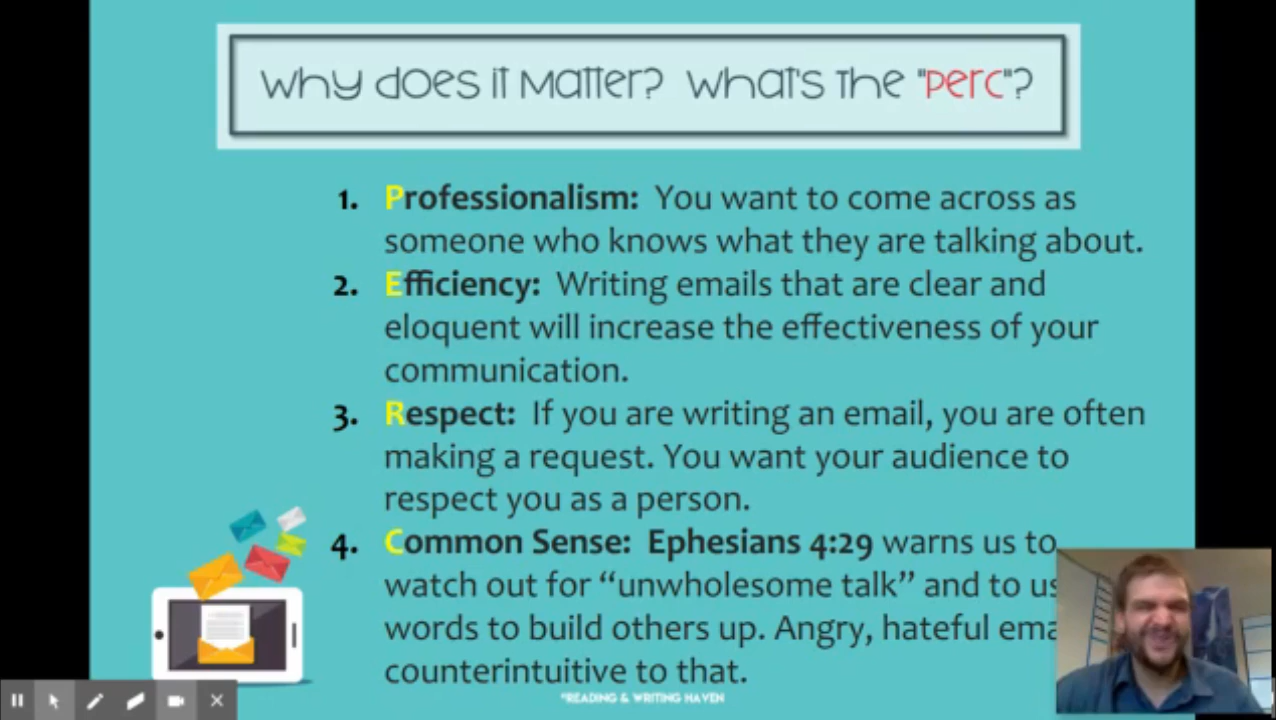 Why does it Matter? What's the "Perc"?
1. Professionalism: You want to come across as
someone who knows what they are talking about.
2. Efficiency: Writing emails that are clear and
eloquent will increase the effectiveness of your
communication.
3. Respect: If you are writing an email, you are often
making a request. You want your audience to
respect you as a person.
4. Common Sense: Ephesians 4:29 warns us to
watch out for “unwholesome talk” and to
words to build others up. Angry, hateful
counterintuitive to that.
*READING & WRITING HAVEN